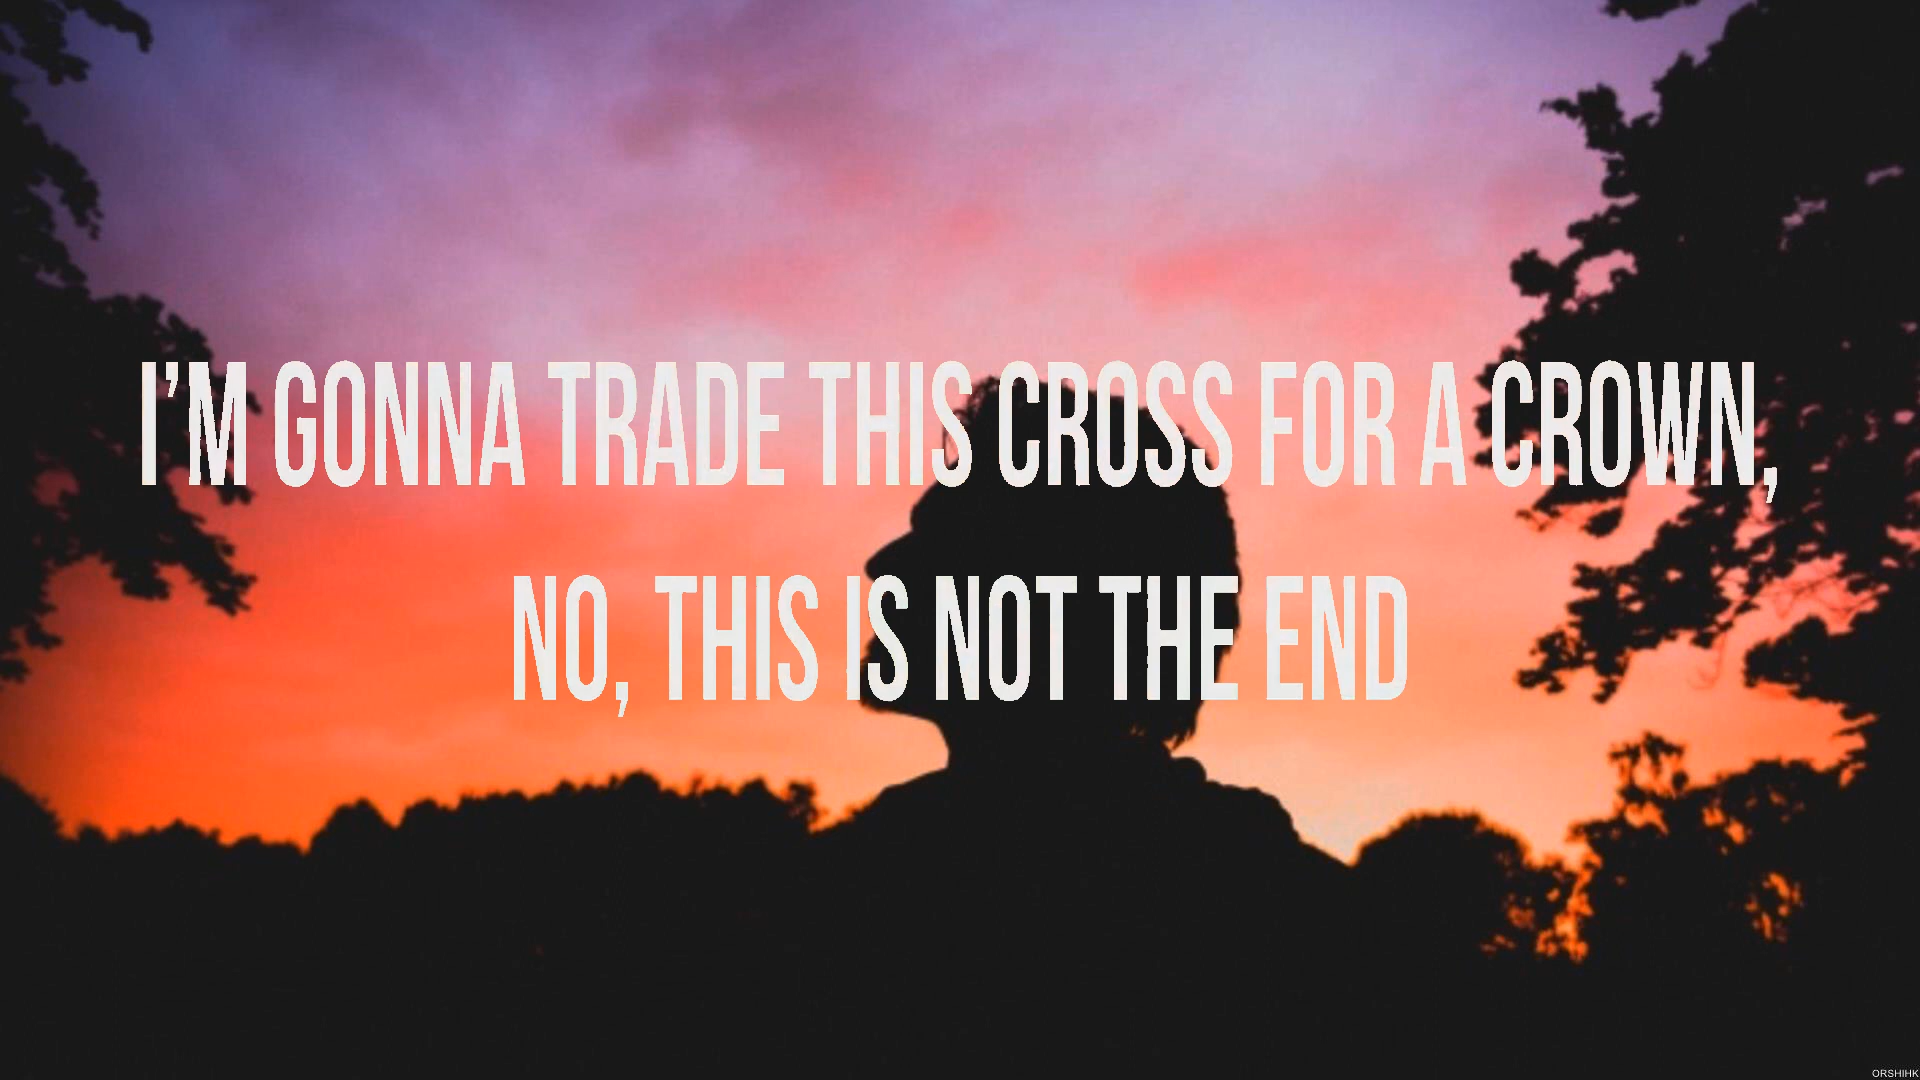 I'M GONNA TRADE THIS CROSS FOR A CROWN,
NO, THIS IS NOT THE END
ORSHIHK